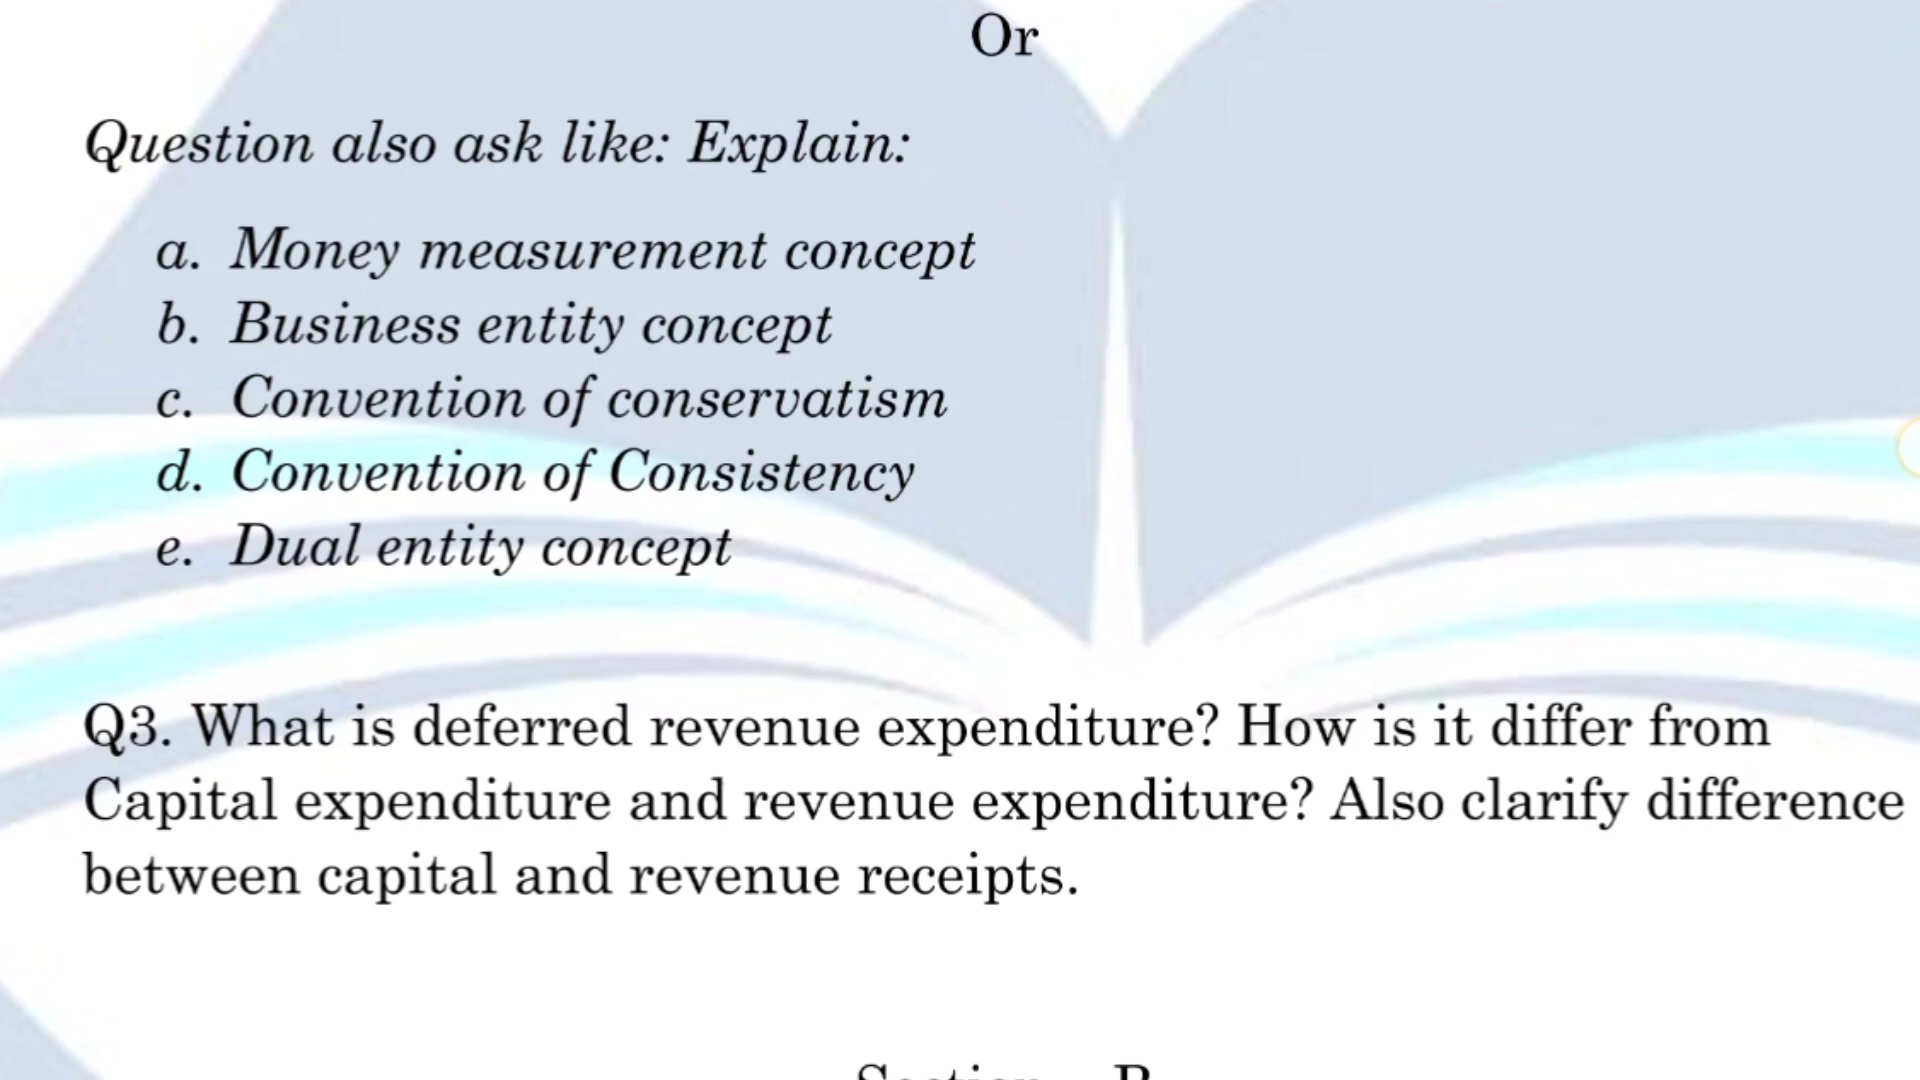 Or
Question also ask like: Explain:
a. Money measurement concept
b. Business entity concept
c. Convention of conservatism
d. Convention of Consistency
e. Dual entity concept
Q3. What is deferred revenue expenditure? How is it differ from
Capital expenditure and revenue expenditure? Also clarify difference
between capital and revenue receipts.
Section B